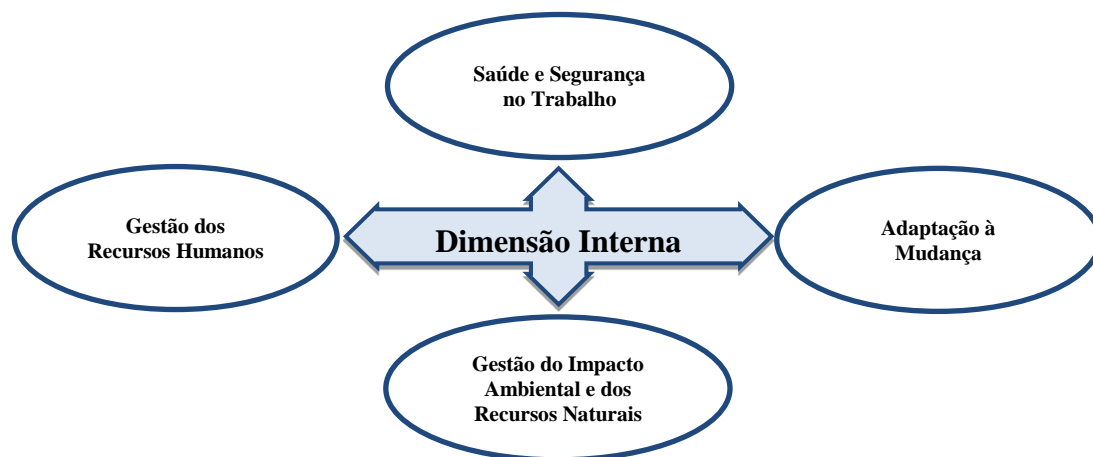 Saúde e Segurança
no Trabalho
Gestão dos
Recursos Humanos
Dimensão Interna
Adaptação à
Mudança
Gestão do Impacto
Ambiental e dos
Recursos Naturais